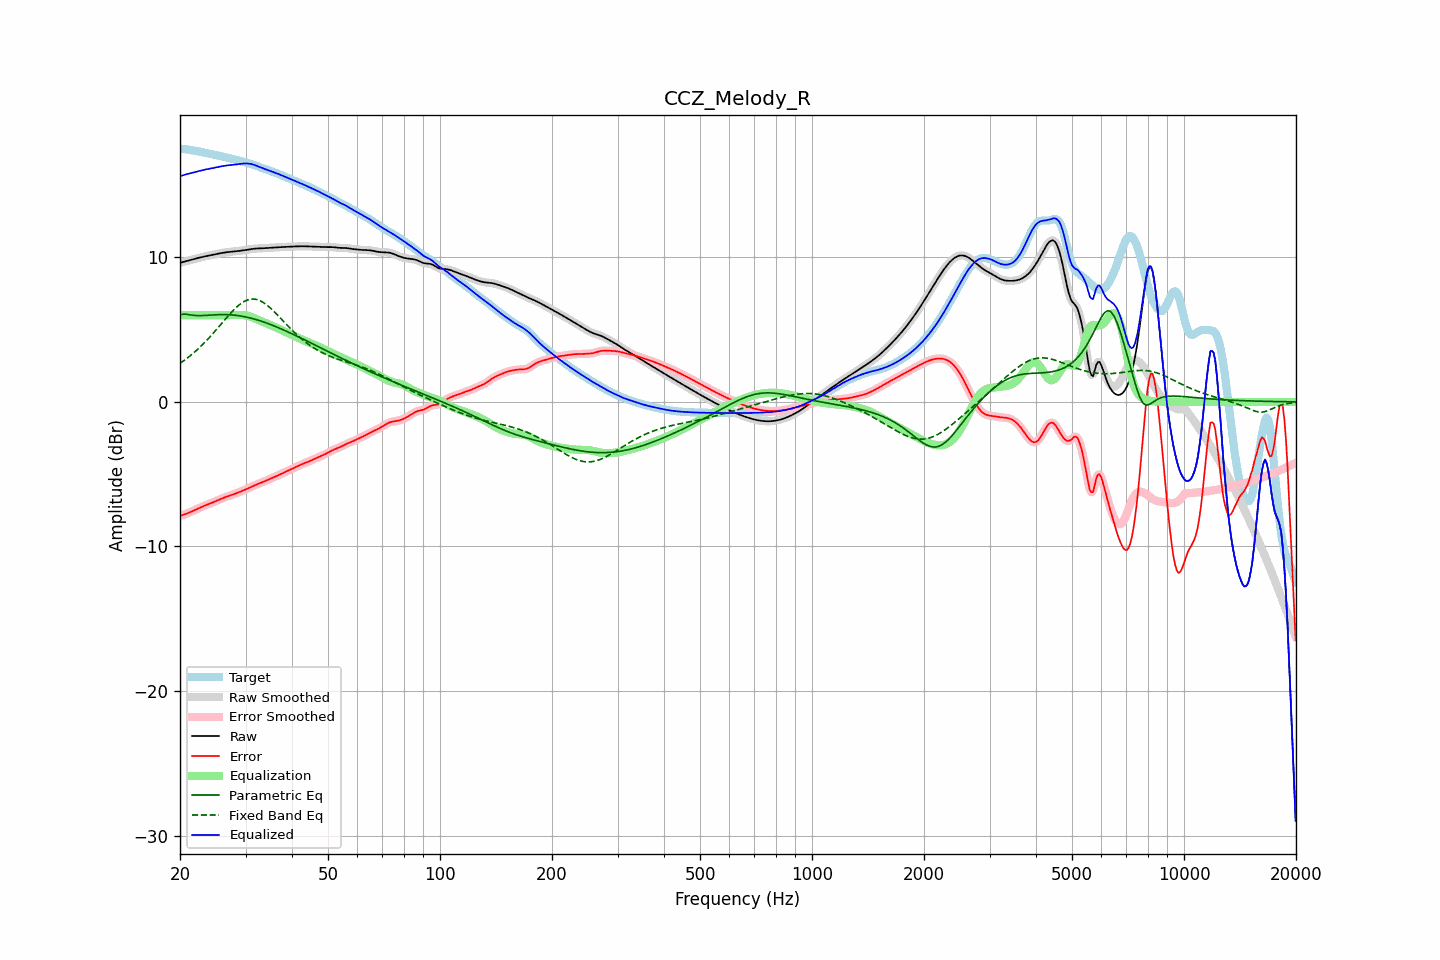 CCZ_Melody_R
Amplitude (dBr)
10
0
−10
−20
−30
Target
Raw Smoothed
Error Smoothed
Raw
Error
Equalization
Parametric Eq
Fixed Band Eq
Equalized
20 50 100 200 500 1000 2000 5000 10000 20000
Frequency (Hz)